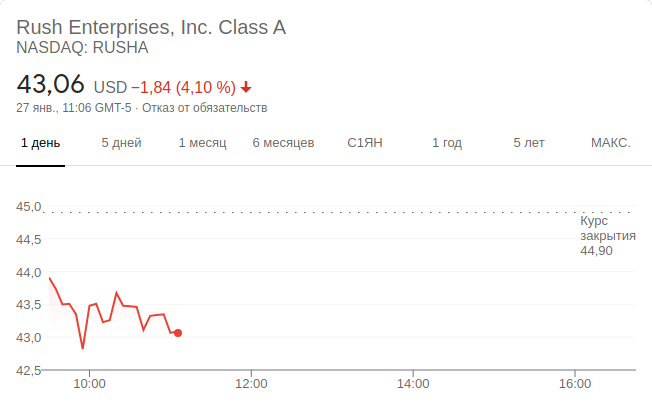 Rush Enterprises, Inc. Class A
NASDAQ: RUSHA
43,06 USD −1,84 (4,10 %)
27 янв., 11:06 GMT-5 · Отказ от обязательств
1 день 5 дней 1 месяц 6 месяцев С1ЯН 1 год 5 лет МАКС.
45,0
Курс
закрытия
44,90
44,5
44,0
43,5
43,0
42,5
10:00 12:00 14:00 16:00